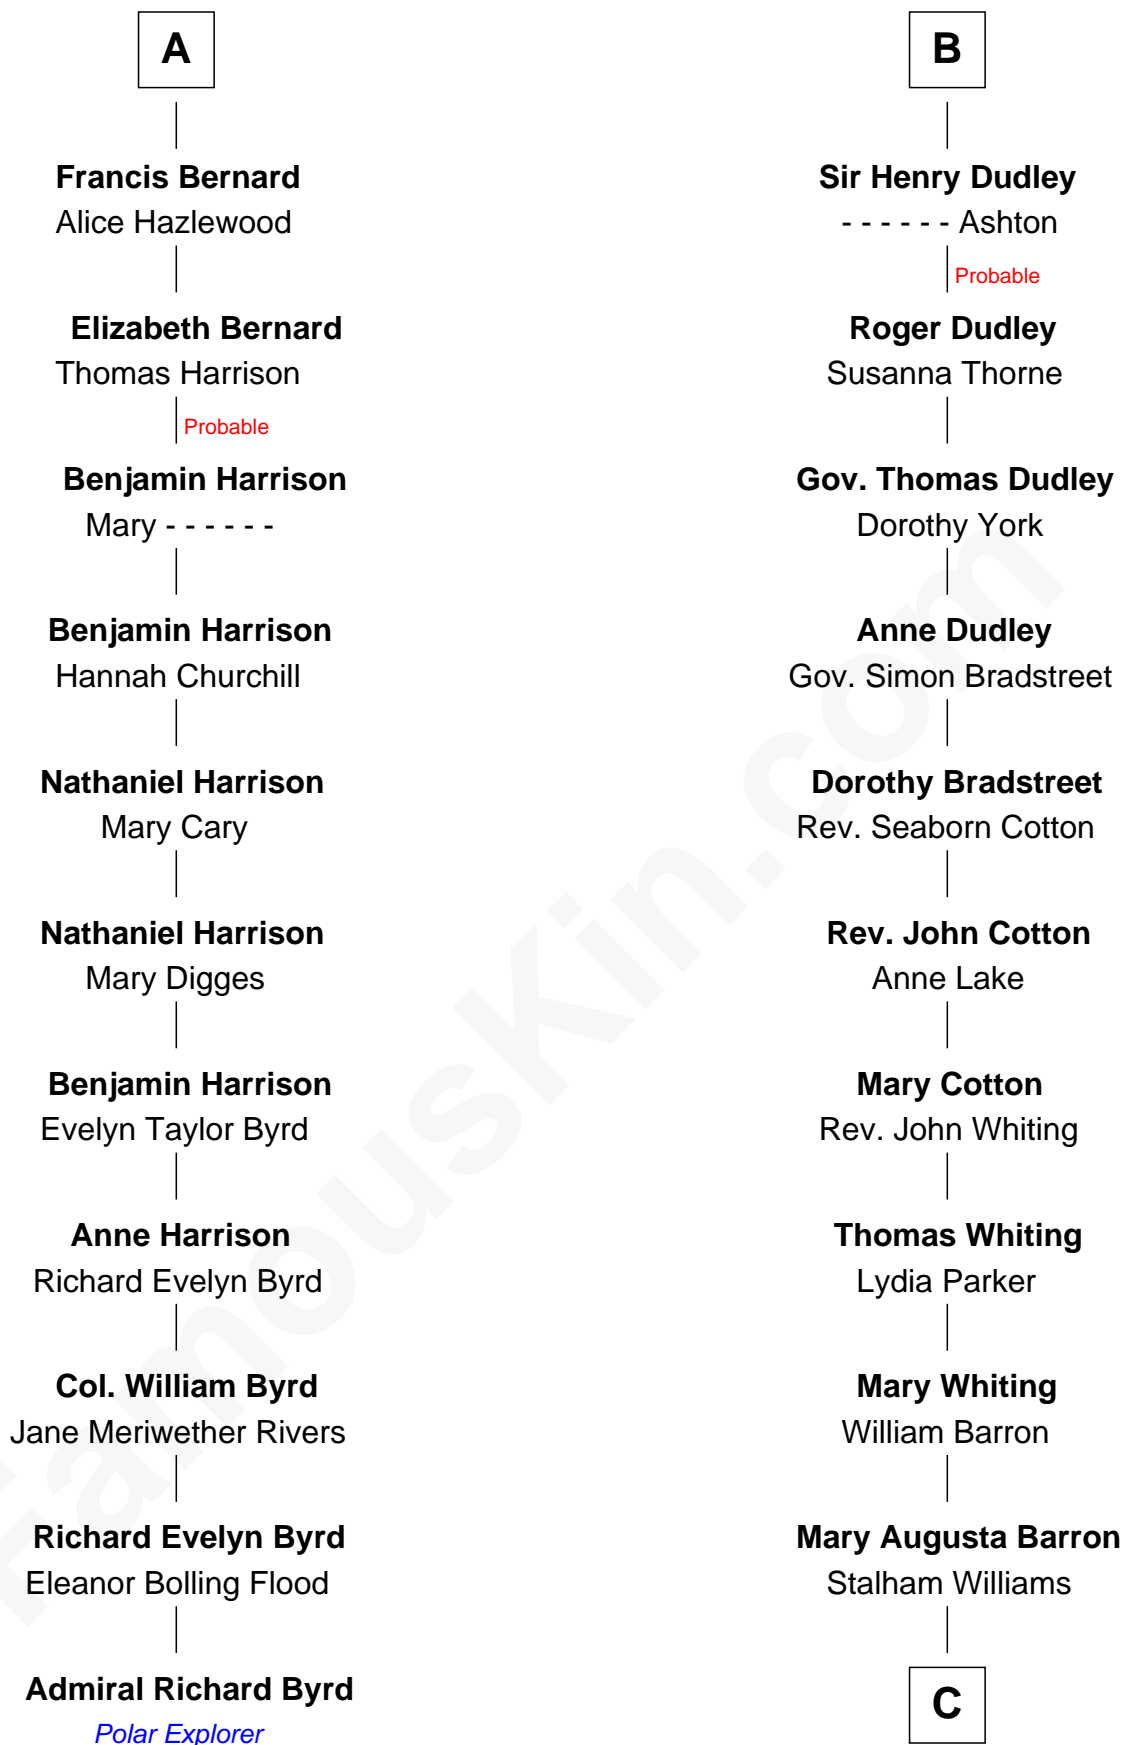 A
Francis Bernard
Alice Hazlewood
Elizabeth Bernard
Thomas Harrison
Probable
Benjamin Harrison
Mary - - - - - -
Benjamin Harrison
Hannah Churchill
Nathaniel Harrison
Mary Cary
Nathaniel Harrison
Mary Digges
Benjamin Harrison
Evelyn Taylor Byrd
Anne Harrison
Richard Evelyn Byrd
Col. William Byrd
Jane Meriwether Rivers
Richard Evelyn Byrd
Eleanor Bolling Flood
Admiral Richard Byrd
Polar Explorer
B
Sir Henry Dudley
- - - - - - Ashton
Probable
Roger Dudley
Susanna Thorne
Gov. Thomas Dudley
Dorothy York
Anne Dudley
Gov. Simon Bradstreet
Dorothy Bradstreet
Rev. Seaborn Cotton
Rev. John Cotton
Anne Lake
Mary Cotton
Rev. John Whiting
Thomas Whiting
Lydia Parker
Mary Whiting
William Barron
Mary Augusta Barron
Stalham Williams
C
FamousKin.com